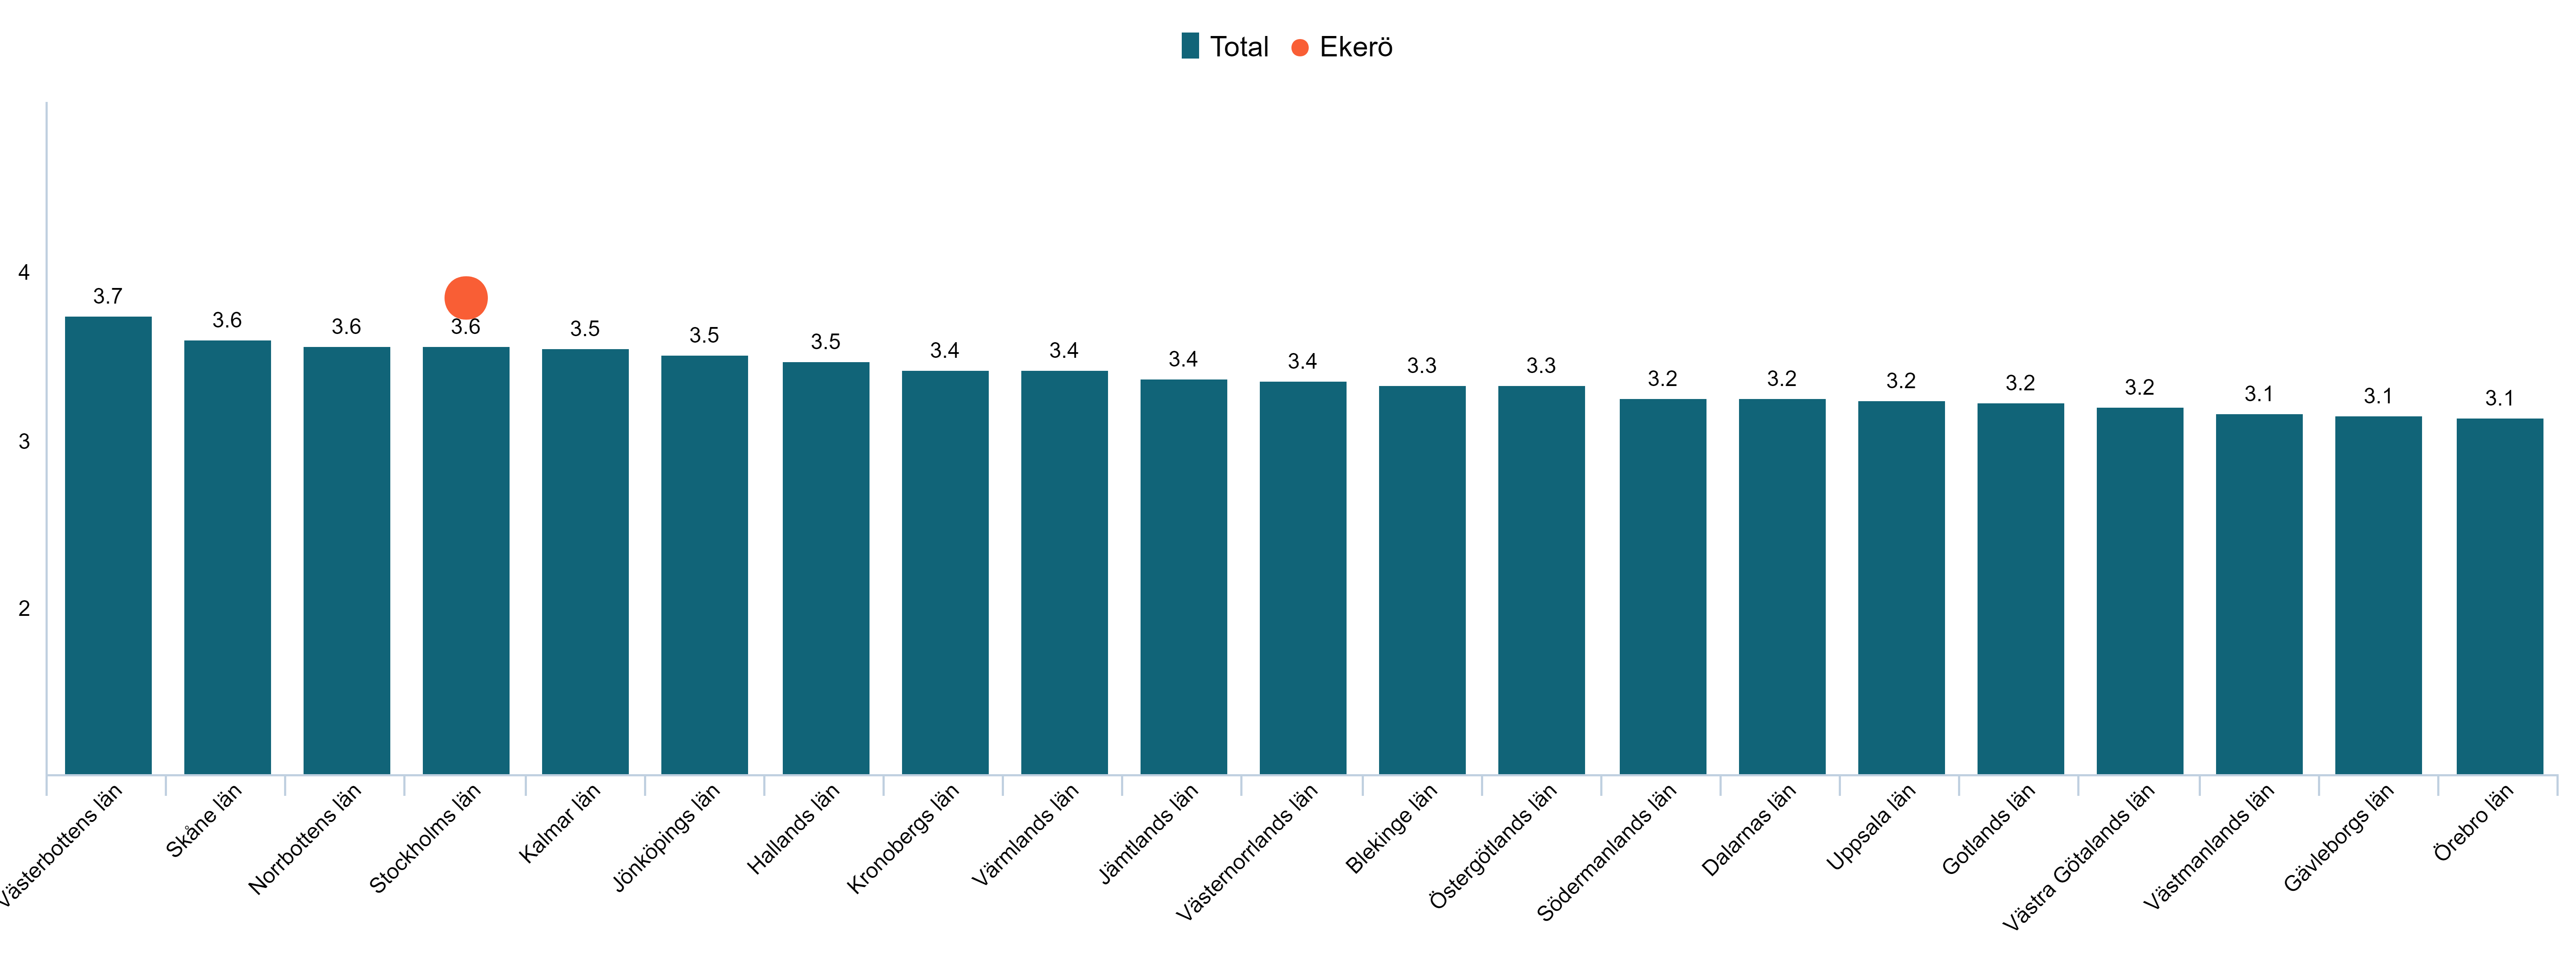 Total Ekerö
4
3
2
3.7 3.6 3.6 3.6 3.5 3.5 3.5 3.4 3.4 3.4 3.4 3.3 3.3 3.2 3.2 3.2 3.2 3.2 3.1 3.1 3.1
Västerbottens län
Skåne län
Norrbottens län
Stockholms län
Kalmar län
Jönköpings län
Hallands län
Kronobergs län
Värmlands län
Jämtlands län
Västernorrlands län
Blekinge län
Östergötlands län
Södermanlands län
Dalarnas län
Uppsala län
Gotlands län
Västra Götalands län
Västmanlands län
Gävleborgs län
Örebro län